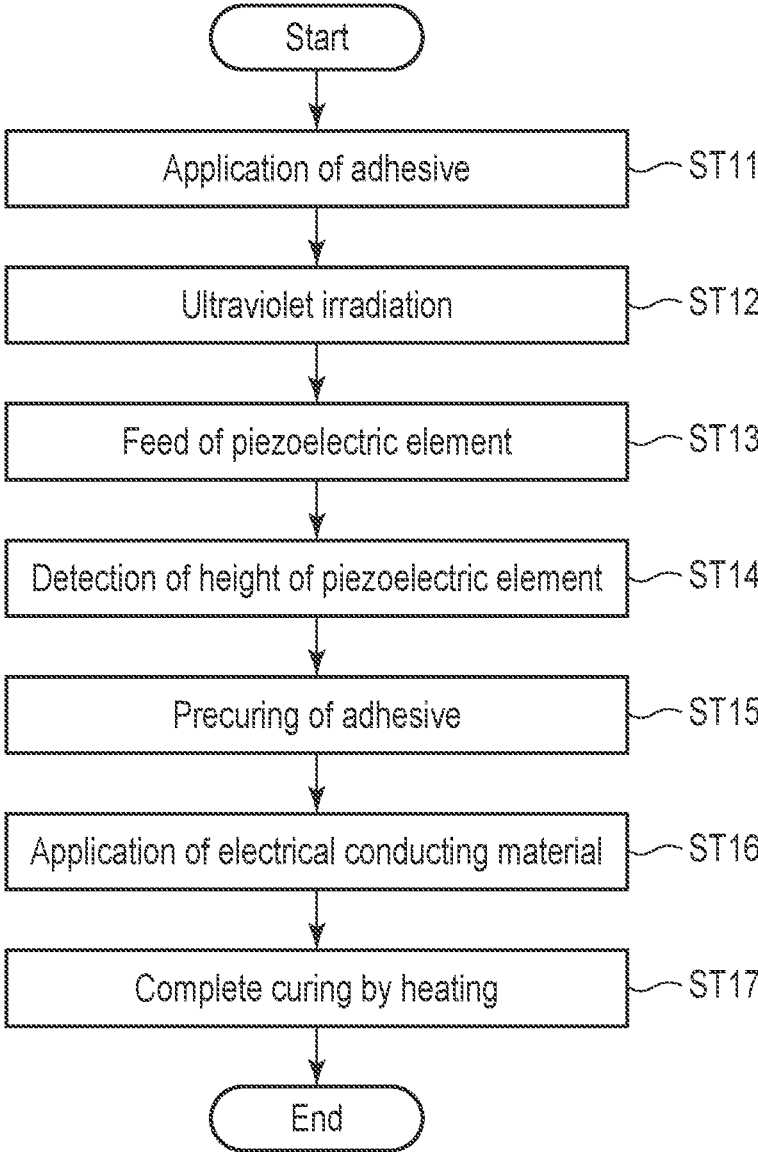 Start
Application of adhesive ST11
Ultraviolet irradiation ST12
Feed of piezoelectric element ST13
Detection of height of piezoelectric element ST14
Precuring of adhesive ST15
Application of electrical conducting material ST16
Complete curing by heating ST17
End